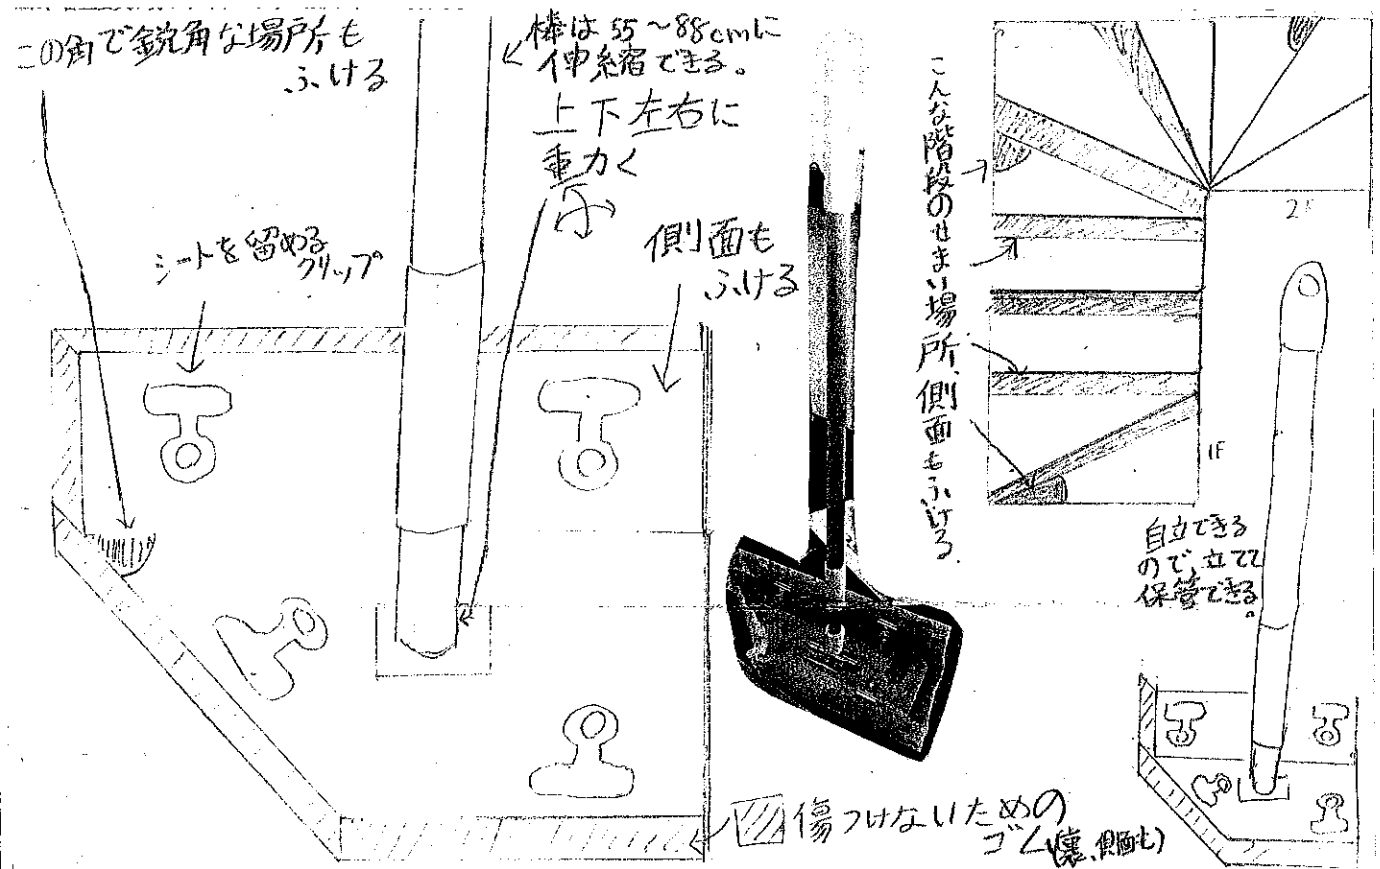 この角で鋭角な場所も
ふける
棒は55～88cmに
伸縮できる。
上下左右に
動く
シートを留める
クリップ
側面も
ふける
こんな階段のせまい場所、側面もふける。
2F
1F
自立できる
ので、立てて
保管できる。
傷つけないための
ゴム(裏、側面も)